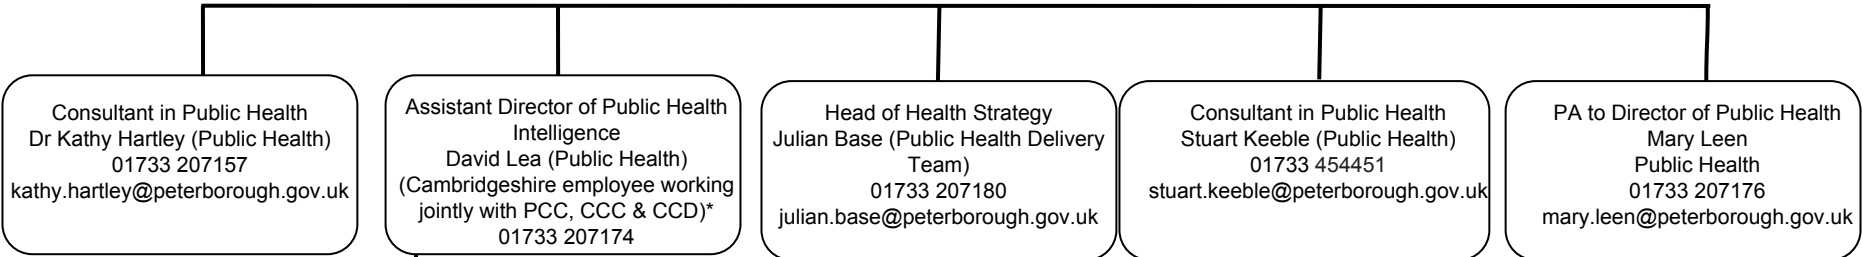 Consultant in Public Health
Dr Kathy Hartley (Public Health)
01733 207157
kathy.hartley@peterborough.gov.uk
Assistant Director of Public Health
Intelligence
David Lea (Public Health)
(Cambridgeshire employee working
jointly with PCC, CCC & CCD)*
01733 207174
Head of Health Strategy
Julian Base (Public Health Delivery
Team)
01733 207180
julian.base@peterborough.gov.uk
Consultant in Public Health
Stuart Keeble (Public Health)
01733 454451
stuart.keeble@peterborough.gov.uk
PA to Director of Public Health
Mary Leen
Public Health
01733 207176
mary.leen@peterborough.gov.uk